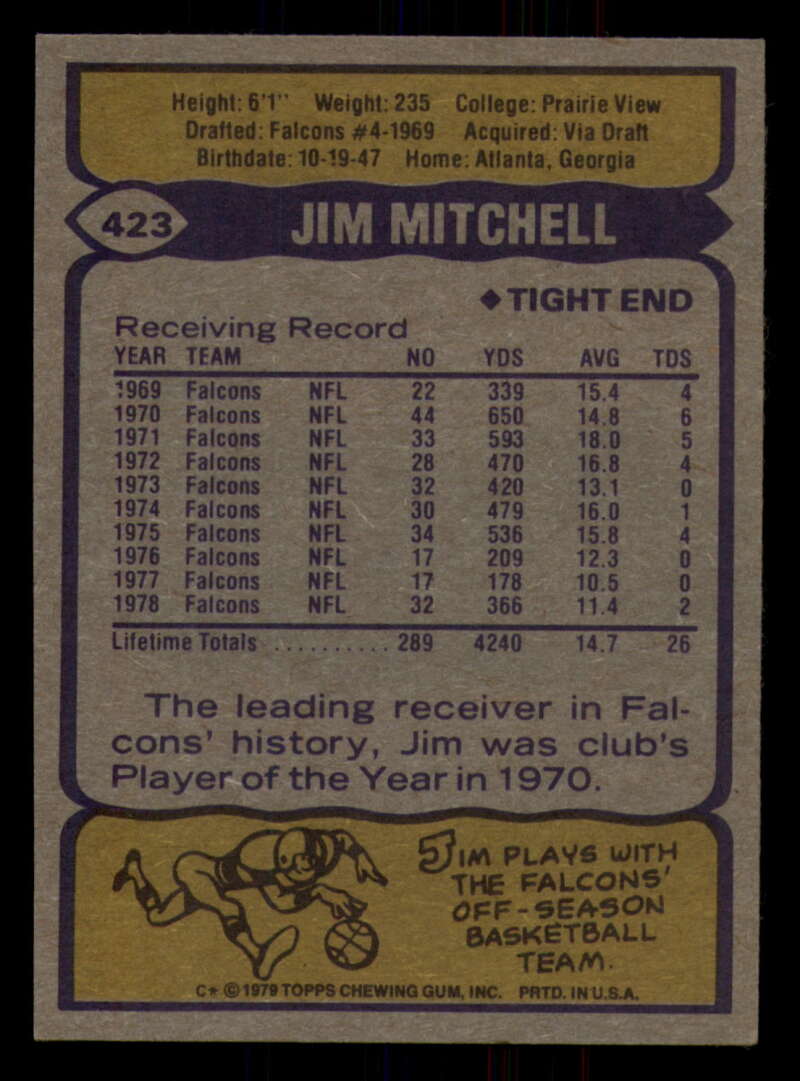 Height: 6'1" Weight: 235 College: Prairie View
Drafted: Falcons #4-1969 Acquired: Via Draft
Birthdate: 10-19-47 Home: Atlanta, Georgia
423 JIM MITCHELL
◆TIGHT END
Receiving Record
YEAR TEAM NO YDS AVG TDS
1969 Falcons NFL 22 339 15.4 4
1970 Falcons NFL 44 650 14.8 6
1971 Falcons NFL 33 593 18.0 5
1972 Falcons NFL 28 470 16.8 4
1973 Falcons NFL 32 420 13.1 0
1974 Falcons NFL 30 479 16.0 1
1975 Falcons NFL 34 536 15.8 4
1976 Falcons NFL 17 209 12.3 0
1977 Falcons NFL 17 178 10.5 0
1978 Falcons NFL 32 366 11.4 2
Lifetime Totals .......... 289 4240 14.7 26
The leading receiver in Fal-
cons' history, Jim was club's
Player of the Year in 1970.
JIM PLAYS WITH
THE FALCONS'
OFF-SEASON
BASKETBALL
TEAM.
C* © 1979 TOPPS CHEWING GUM, INC. PRTD. IN U.S.A.